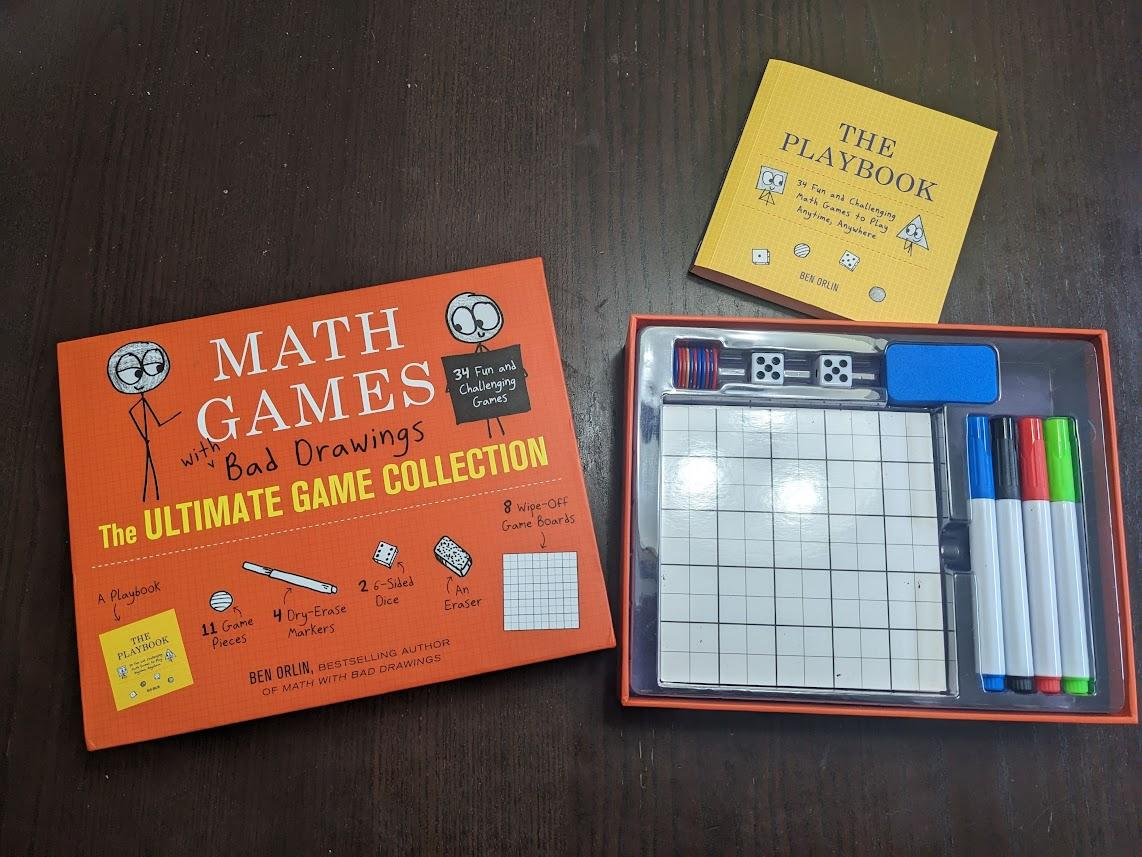 MATH
GAMES
with
Bad Drawings
The ULTIMATE GAME COLLECTION
34 Fun and
Challenging
Games
A Playbook
THE
PLAYBOOK
11 Game
Pieces
4 Dry-Erase
Markers
2 6-Sided
Dice
An
Eraser
8 Wipe-Off
Game Boards
BEN ORLIN, BESTSELLING AUTHOR
OF MATH WITH BAD DRAWINGS
THE
PLAYBOOK
34 Fun and Challenging
Math Games to Play
Anytime, Anywhere
BEN ORLIN